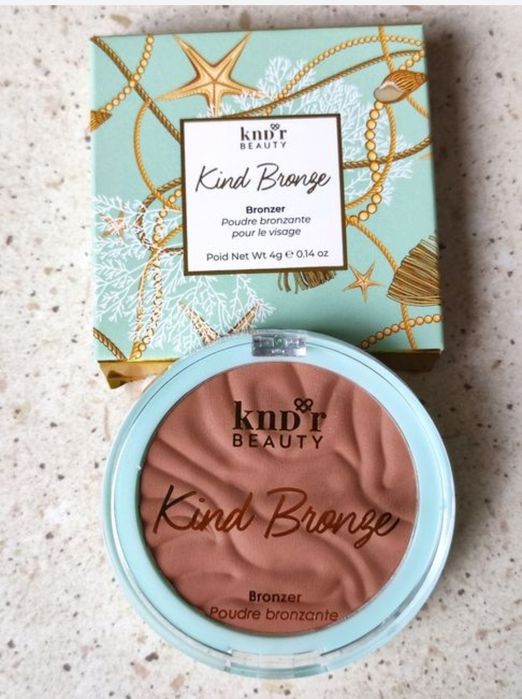 knd'r
BEAUTY
Kind Bronze
Bronzer
Poudre bronzante
pour le visage
Poid Net Wt 4g e 0.14 oz
knd'r
BEAUTY
Kind Bronze
Bronzer
Poudre bronzante